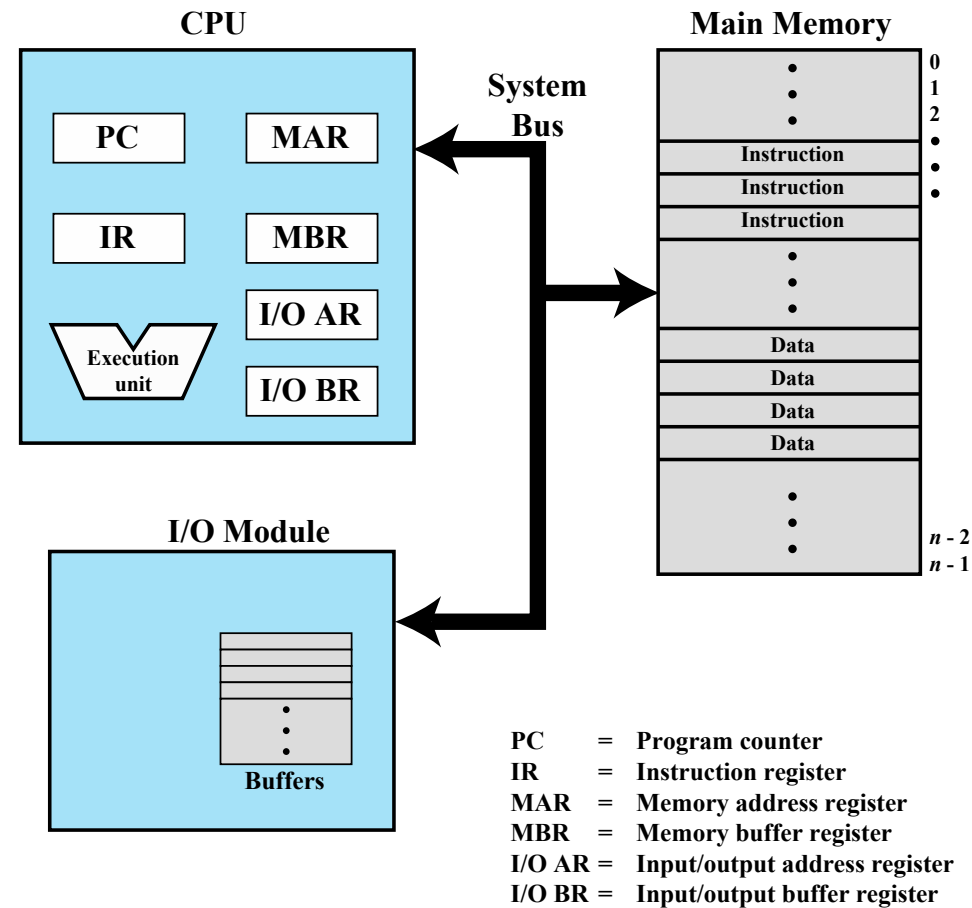 CPU
PC
MAR
IR
MBR
I/O AR
I/O BR
Execution
unit
System
Bus
Main Memory
0
1
2
Instruction
Instruction
Instruction
Data
Data
Data
Data
n - 2
n - 1
I/O Module
Buffers
PC = Program counter
IR = Instruction register
MAR = Memory address register
MBR = Memory buffer register
I/O AR = Input/output address register
I/O BR = Input/output buffer register